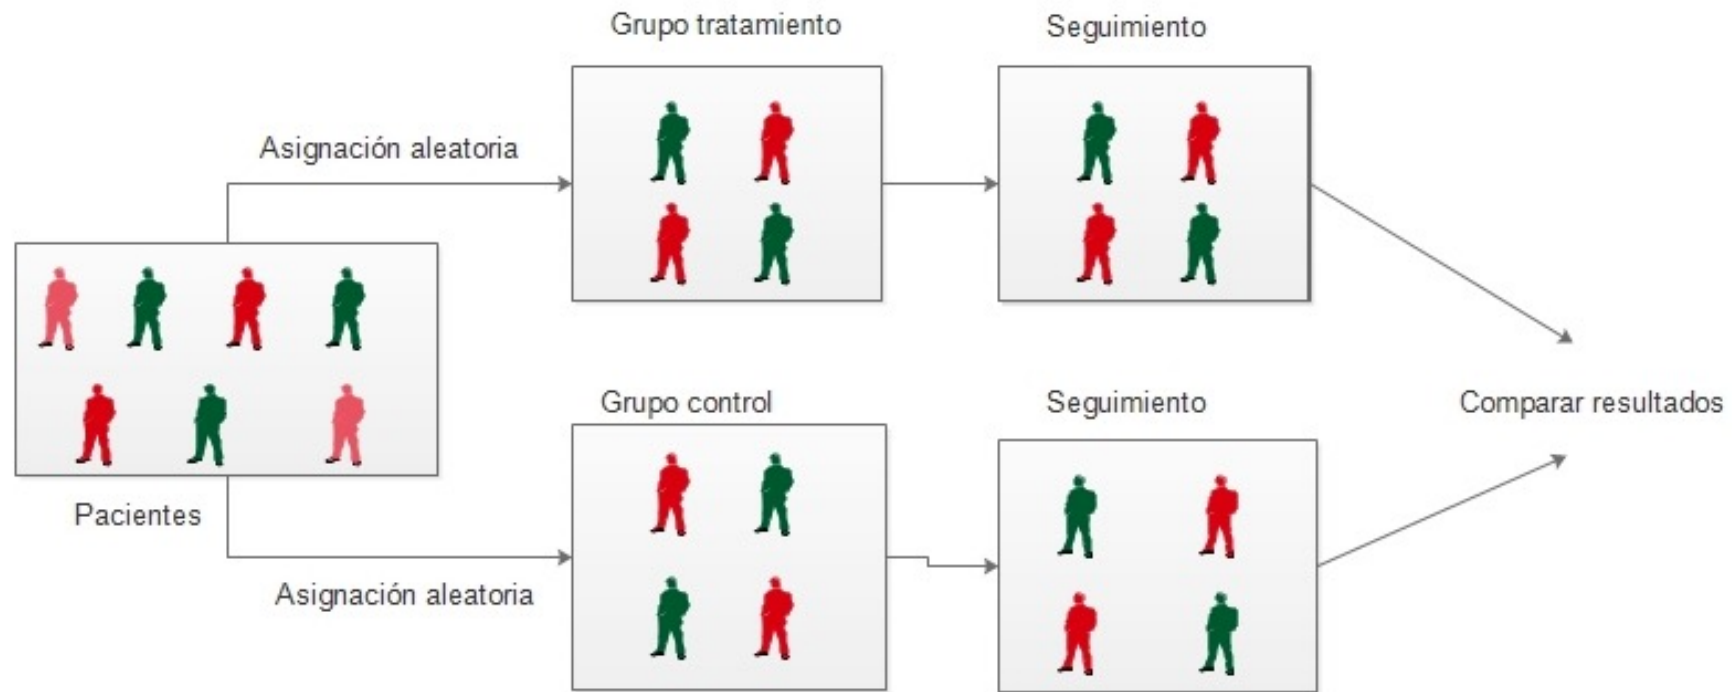 Grupo tratamiento
Seguimiento
Asignación aleatoria
Pacientes
Asignación aleatoria
Grupo control
Seguimiento
Comparar resultados